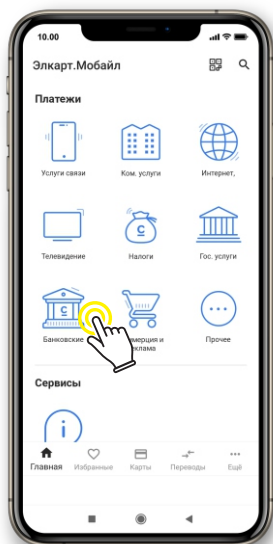 10.00
Элкарт.Мобайл
Платежи
Услуги связи
Ком. услуги
Интернет,
Телевидение
Налоги
Гос. услуги
Банковские
рекламa
Прочее
Сервисы
Главная
Избранные
Карты
Переводы
Ещё